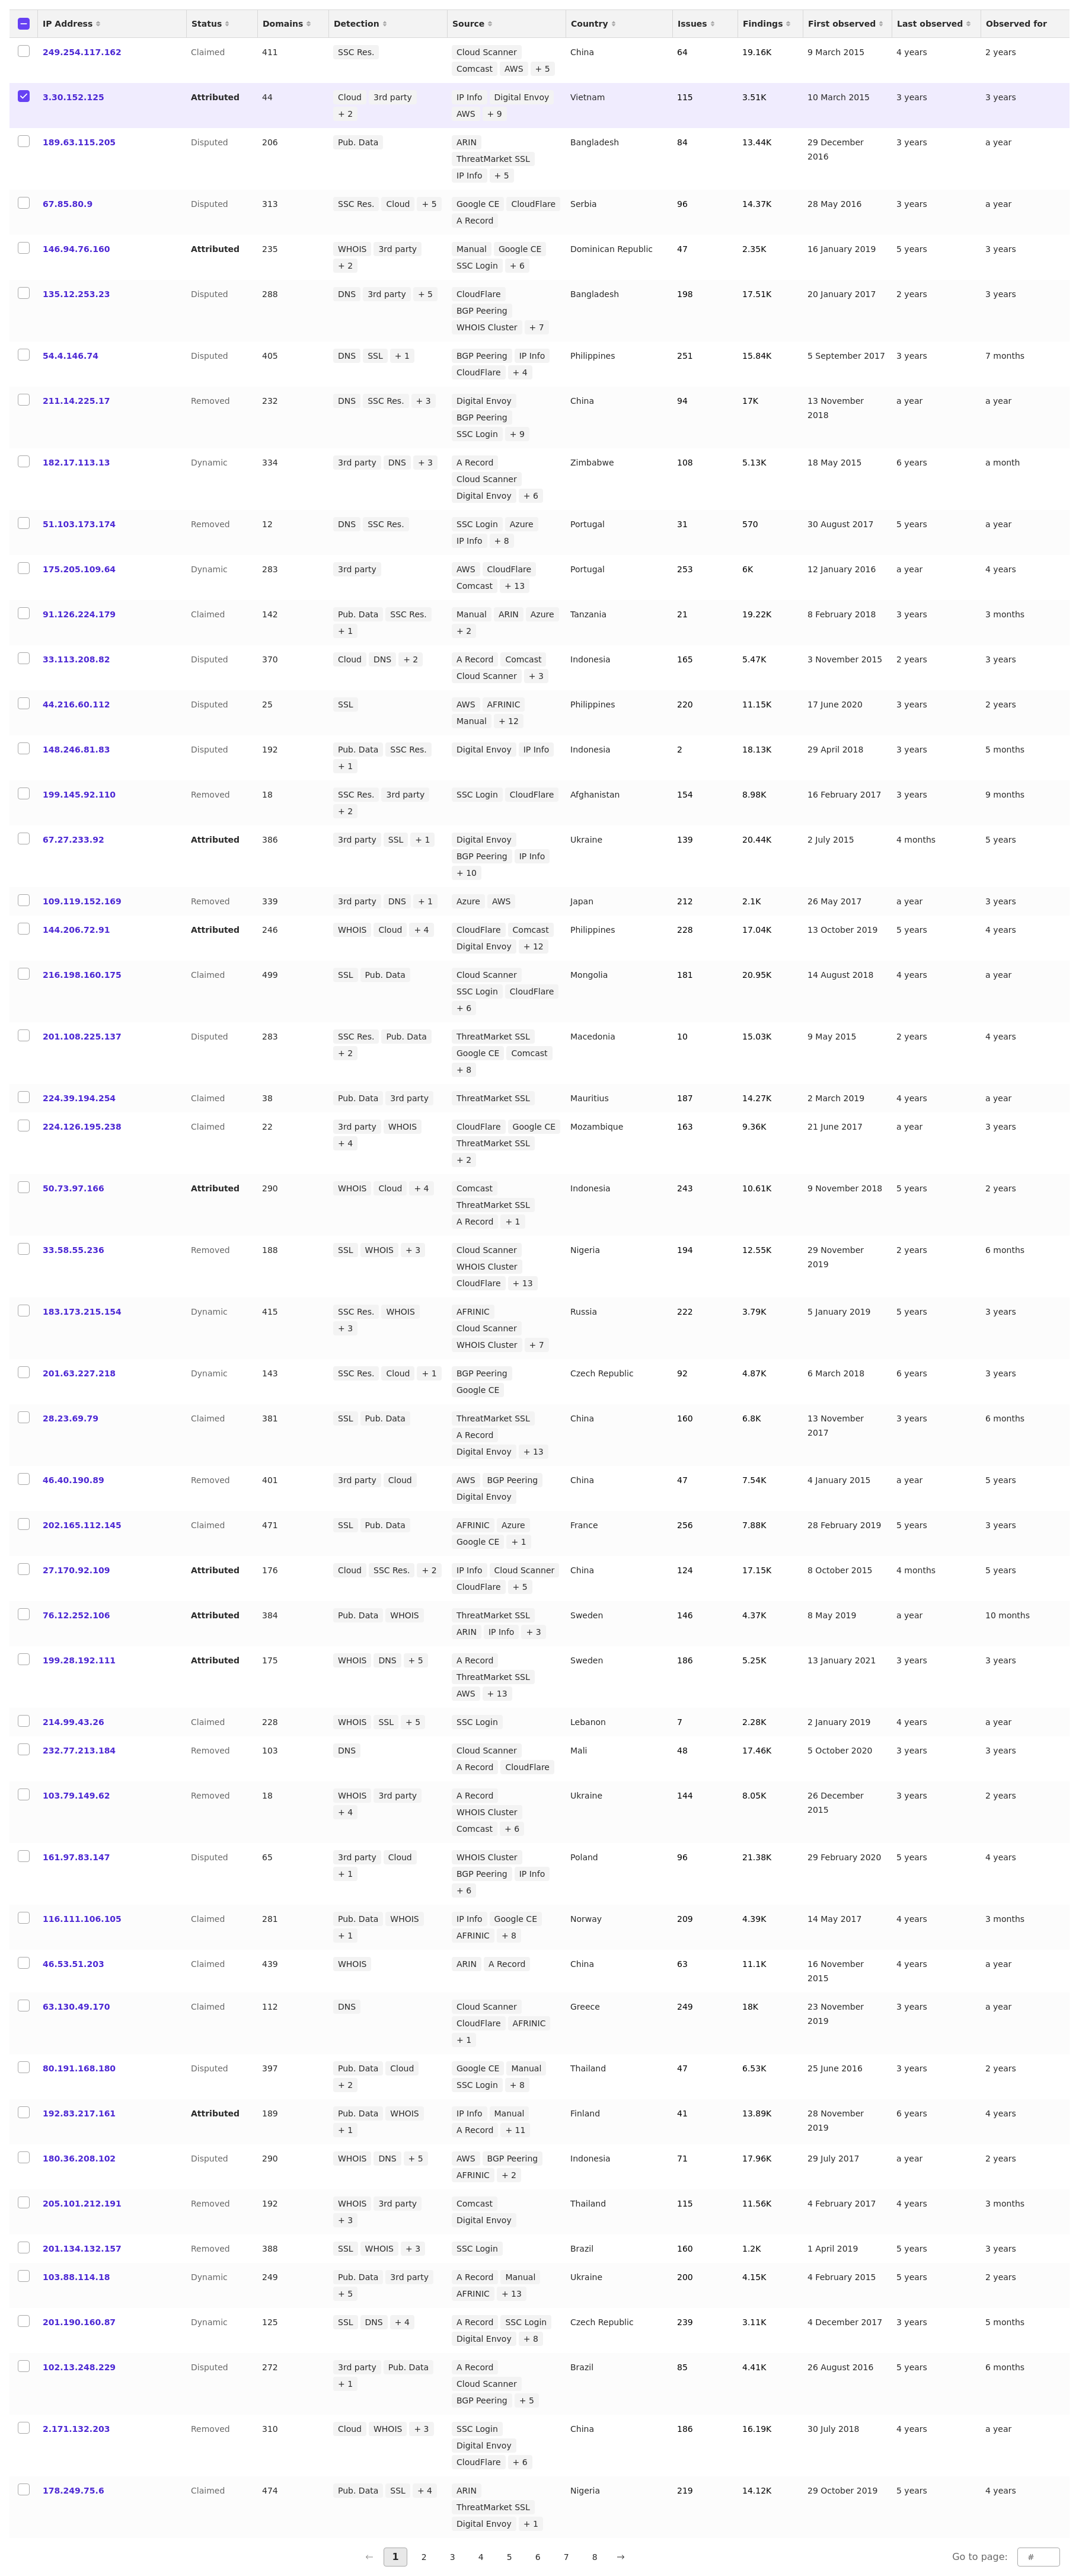 IP Address Status Domains Detection Source Country Issues Findings First observed Last observed Observed for
249.254.117.162 Claimed 411 SSC Res. Cloud Scanner China 64 19.16K 9 March 2015 4 years 2 years
Comcast AWS + 5
3.30.152.125 Attributed 44 Cloud 3rd party IP Info Digital Envoy Vietnam 115 3.51K 10 March 2015 3 years 3 years
+ 2 AWS + 9
189.63.115.205 Disputed 206 Pub. Data ARIN Bangladesh 84 13.44K 29 December 3 years a year
ThreatMarket SSL 2016
IP Info + 5
67.85.80.9 Disputed 313 SSC Res. Cloud + 5 Google CE CloudFlare Serbia 96 14.37K 28 May 2016 3 years a year
A Record
146.94.76.160 Attributed 235 WHOIS 3rd party Manual Google CE Dominican Republic 47 2.35K 16 January 2019 5 years 3 years
+ 2 SSC Login + 6
135.12.253.23 Disputed 288 DNS 3rd party + 5 CloudFlare Bangladesh 198 17.51K 20 January 2017 2 years 3 years
BGP Peering
WHOIS Cluster + 7
54.4.146.74 Disputed 405 DNS SSL + 1 BGP Peering IP Info Philippines 251 15.84K 5 September 2017 3 years 7 months
CloudFlare + 4
211.14.225.17 Removed 232 DNS SSC Res. + 3 Digital Envoy China 94 17K 13 November a year a year
BGP Peering 2018
SSC Login + 9
182.17.113.13 Dynamic 334 3rd party DNS + 3 A Record Zimbabwe 108 5.13K 18 May 2015 6 years a month
Cloud Scanner
Digital Envoy + 6
51.103.173.174 Removed 12 DNS SSC Res. SSC Login Azure Portugal 31 570 30 August 2017 5 years a year
IP Info + 8
175.205.109.64 Dynamic 283 3rd party AWS CloudFlare Portugal 253 6K 12 January 2016 a year 4 years
Comcast + 13
91.126.224.179 Claimed 142 Pub. Data SSC Res. Manual ARIN Azure Tanzania 21 19.22K 8 February 2018 3 years 3 months
+ 1 + 2
33.113.208.82 Disputed 370 Cloud DNS + 2 A Record Comcast Indonesia 165 5.47K 3 November 2015 2 years 3 years
Cloud Scanner + 3
44.216.60.112 Disputed 25 SSL AWS AFRINIC Philippines 220 11.15K 17 June 2020 3 years 2 years
Manual + 12
148.246.81.83 Disputed 192 Pub. Data SSC Res. Digital Envoy IP Info Indonesia 2 18.13K 29 April 2018 3 years 5 months
+ 1
199.145.92.110 Removed 18 SSC Res. 3rd party SSC Login CloudFlare Afghanistan 154 8.98K 16 February 2017 3 years 9 months
+ 2
67.27.233.92 Attributed 386 3rd party SSL + 1 Digital Envoy Ukraine 139 20.44K 2 July 2015 4 months 5 years
BGP Peering IP Info
+ 10
109.119.152.169 Removed 339 3rd party DNS + 1 Azure AWS Japan 212 2.1K 26 May 2017 a year 3 years
144.206.72.91 Attributed 246 WHOIS Cloud + 4 CloudFlare Comcast Philippines 228 17.04K 13 October 2019 5 years 4 years
Digital Envoy + 12
216.198.160.175 Claimed 499 SSL Pub. Data Cloud Scanner Mongolia 181 20.95K 14 August 2018 4 years a year
SSC Login CloudFlare
+ 6
201.108.225.137 Disputed 283 SSC Res. Pub. Data ThreatMarket SSL Macedonia 10 15.03K 9 May 2015 2 years 4 years
+ 2 Google CE Comcast
+ 8
224.39.194.254 Claimed 38 Pub. Data 3rd party ThreatMarket SSL Mauritius 187 14.27K 2 March 2019 4 years a year
224.126.195.238 Claimed 22 3rd party WHOIS CloudFlare Google CE Mozambique 163 9.36K 21 June 2017 a year 3 years
+ 4 ThreatMarket SSL
+ 2
50.73.97.166 Attributed 290 WHOIS Cloud + 4 Comcast Indonesia 243 10.61K 9 November 2018 5 years 2 years
ThreatMarket SSL
A Record + 1
33.58.55.236 Removed 188 SSL WHOIS + 3 Cloud Scanner Nigeria 194 12.55K 29 November 2 years 6 months
WHOIS Cluster 2019
CloudFlare + 13
183.173.215.154 Dynamic 415 SSC Res. WHOIS AFRINIC Russia 222 3.79K 5 January 2019 5 years 3 years
+ 3 Cloud Scanner
WHOIS Cluster + 7
201.63.227.218 Dynamic 143 SSC Res. Cloud + 1 BGP Peering Czech Republic 92 4.87K 6 March 2018 6 years 3 years
Google CE
28.23.69.79 Claimed 381 SSL Pub. Data ThreatMarket SSL China 160 6.8K 13 November 3 years 6 months
A Record 2017
Digital Envoy + 13
46.40.190.89 Removed 401 3rd party Cloud AWS BGP Peering China 47 7.54K 4 January 2015 a year 5 years
Digital Envoy
202.165.112.145 Claimed 471 SSL Pub. Data AFRINIC Azure France 256 7.88K 28 February 2019 5 years 3 years
Google CE + 1
27.170.92.109 Attributed 176 Cloud SSC Res. + 2 IP Info Cloud Scanner China 124 17.15K 8 October 2015 4 months 5 years
CloudFlare + 5
76.12.252.106 Attributed 384 Pub. Data WHOIS ThreatMarket SSL Sweden 146 4.37K 8 May 2019 a year 10 months
ARIN IP Info + 3
199.28.192.111 Attributed 175 WHOIS DNS + 5 A Record Sweden 186 5.25K 13 January 2021 3 years 3 years
ThreatMarket SSL
AWS + 13
214.99.43.26 Claimed 228 WHOIS SSL + 5 SSC Login Lebanon 7 2.28K 2 January 2019 4 years a year
232.77.213.184 Removed 103 DNS Cloud Scanner Mali 48 17.46K 5 October 2020 3 years 3 years
A Record CloudFlare
103.79.149.62 Removed 18 WHOIS 3rd party A Record Ukraine 144 8.05K 26 December 3 years 2 years
+ 4 WHOIS Cluster 2015
Comcast + 6
161.97.83.147 Disputed 65 3rd party Cloud WHOIS Cluster Poland 96 21.38K 29 February 2020 5 years 4 years
+ 1 BGP Peering IP Info
+ 6
116.111.106.105 Claimed 281 Pub. Data WHOIS IP Info Google CE Norway 209 4.39K 14 May 2017 4 years 3 months
+ 1 AFRINIC + 8
46.53.51.203 Claimed 439 WHOIS ARIN A Record China 63 11.1K 16 November 4 years a year
2015
63.130.49.170 Claimed 112 DNS Cloud Scanner Greece 249 18K 23 November 3 years a year
CloudFlare AFRINIC 2019
+ 1
80.191.168.180 Disputed 397 Pub. Data Cloud Google CE Manual Thailand 47 6.53K 25 June 2016 3 years 2 years
+ 2 SSC Login + 8
192.83.217.161 Attributed 189 Pub. Data WHOIS IP Info Manual Finland 41 13.89K 28 November 6 years 4 years
+ 1 A Record + 11 2019
180.36.208.102 Disputed 290 WHOIS DNS + 5 AWS BGP Peering Indonesia 71 17.96K 29 July 2017 a year 2 years
AFRINIC + 2
205.101.212.191 Removed 192 WHOIS 3rd party Comcast Thailand 115 11.56K 4 February 2017 4 years 3 months
+ 3 Digital Envoy
201.134.132.157 Removed 388 SSL WHOIS + 3 SSC Login Brazil 160 1.2K 1 April 2019 5 years 3 years
103.88.114.18 Dynamic 249 Pub. Data 3rd party A Record Manual Ukraine 200 4.15K 4 February 2015 5 years 2 years
+ 5 AFRINIC + 13
201.190.160.87 Dynamic 125 SSL DNS + 4 A Record SSC Login Czech Republic 239 3.11K 4 December 2017 3 years 5 months
Digital Envoy + 8
102.13.248.229 Disputed 272 3rd party Pub. Data A Record Brazil 85 4.41K 26 August 2016 5 years 6 months
+ 1 Cloud Scanner
BGP Peering + 5
2.171.132.203 Removed 310 Cloud WHOIS + 3 SSC Login China 186 16.19K 30 July 2018 4 years a year
Digital Envoy
CloudFlare + 6
178.249.75.6 Claimed 474 Pub. Data SSL + 4 ARIN Nigeria 219 14.12K 29 October 2019 5 years 4 years
ThreatMarket SSL
Digital Envoy + 1
← 1 2 3 4 5 6 7 8 → Go to page: #